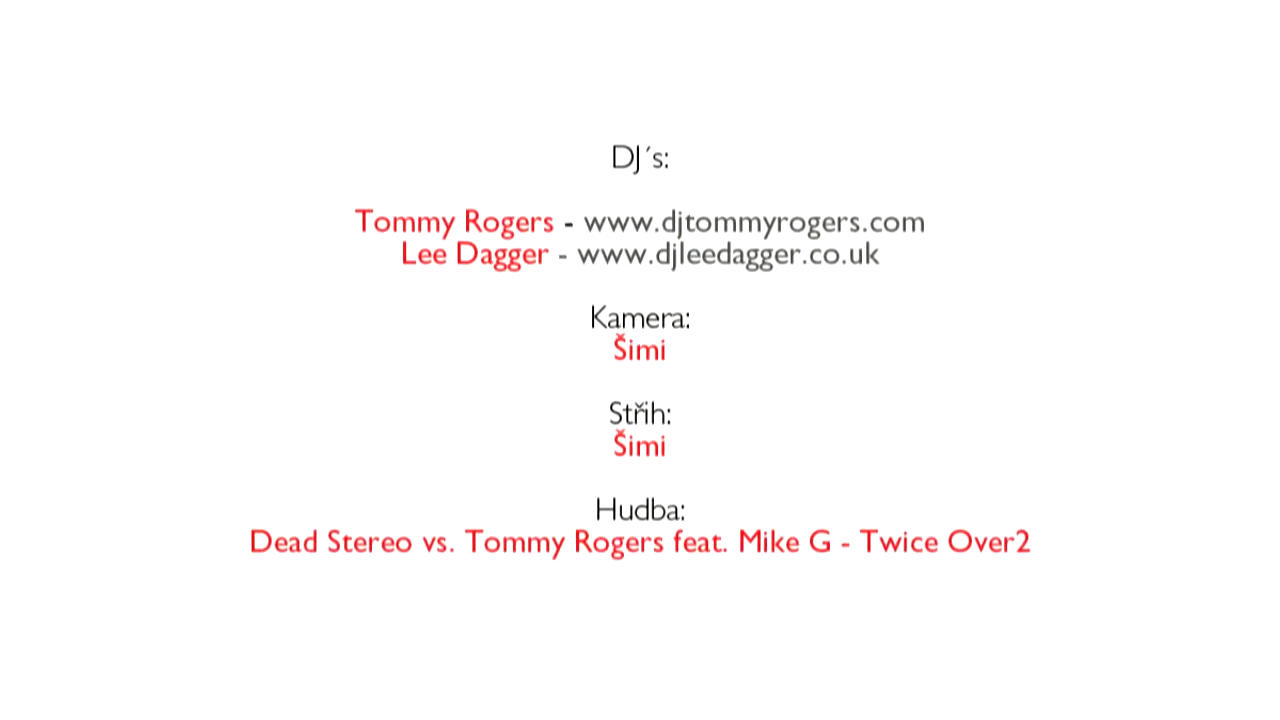 DJ´s:
Tommy Rogers - www.djtommyrogers.com
Lee Dagger - www.djleedagger.co.uk
Kamera:
Šimi
Střih:
Šimi
Hudba:
Dead Stereo vs. Tommy Rogers feat. Mike G - Twice Over2